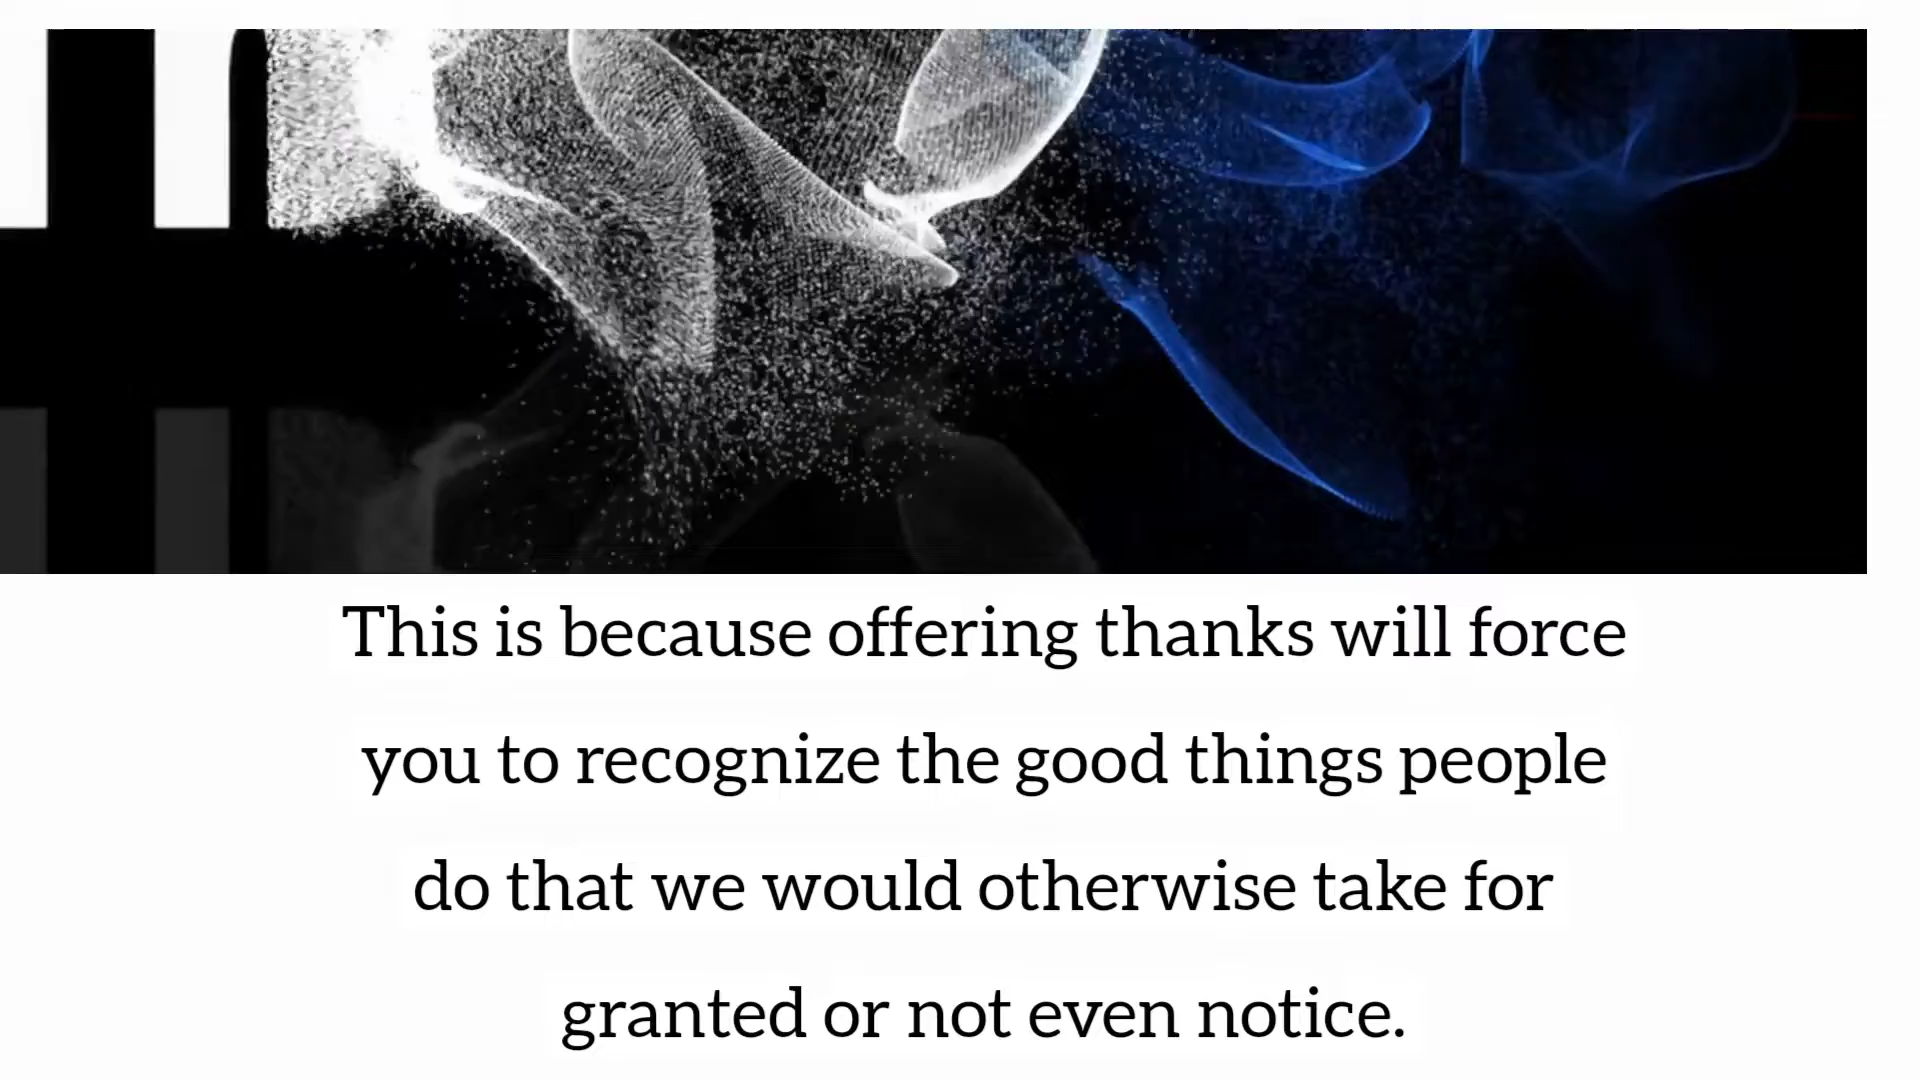 This is because offering thanks will force
you to recognize the good things people
do that we would otherwise take for
granted or not even notice.